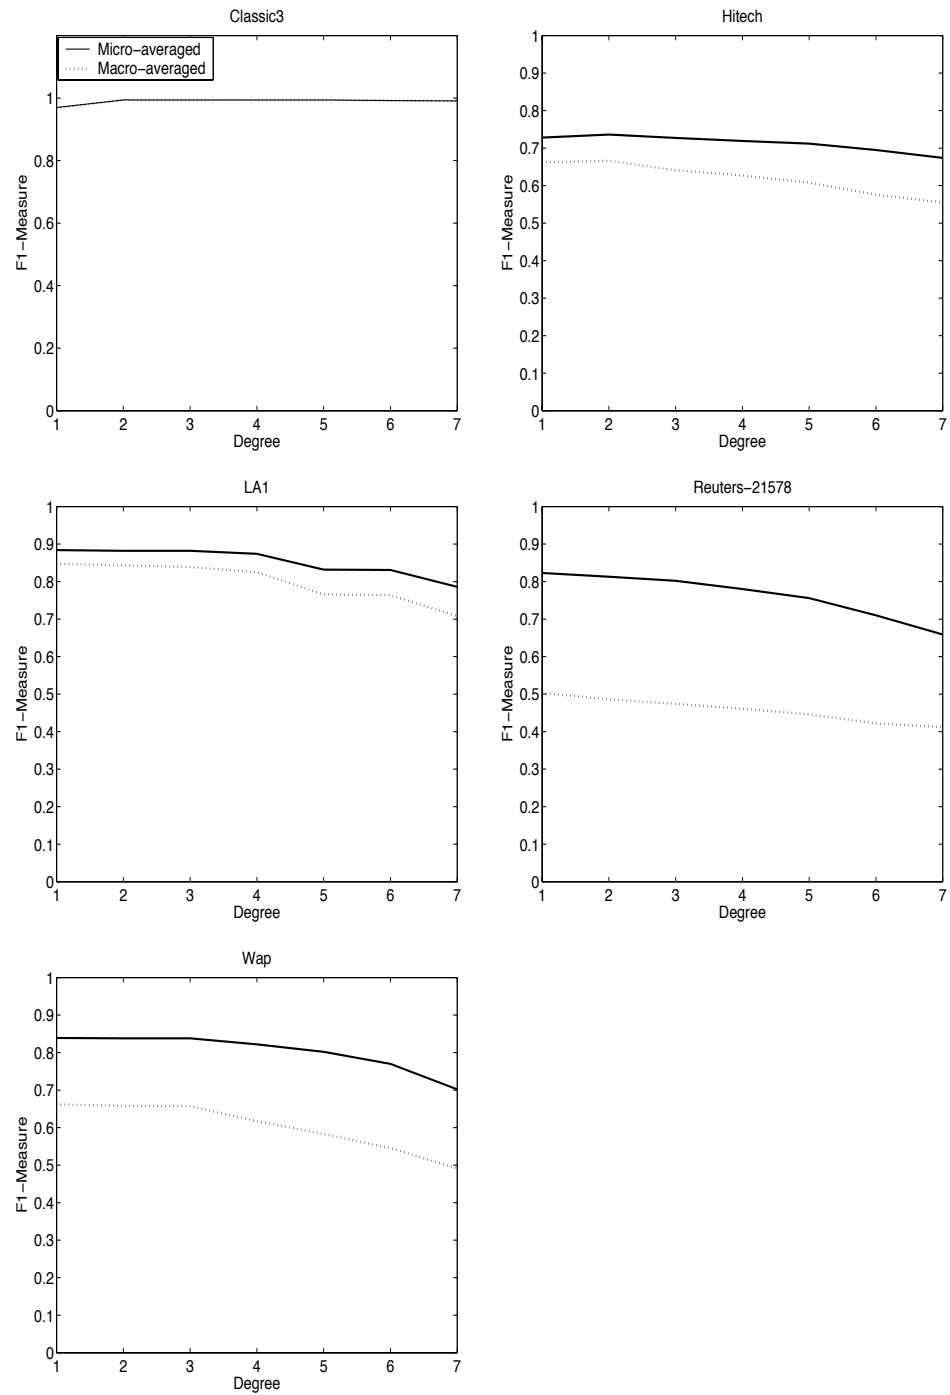 Classic3
Micro−averaged
Macro−averaged
1
0.8
0.6
0.4
0.2
0
F1−Measure
1 2 3 4 5 6 7
Degree
Hitech
1
0.9
0.8
0.7
0.6
0.5
0.4
0.3
0.2
0.1
0
F1−Measure
1 2 3 4 5 6 7
Degree
LA1
1
0.9
0.8
0.7
0.6
0.5
0.4
0.3
0.2
0.1
0
F1−Measure
1 2 3 4 5 6 7
Degree
Reuters−21578
1
0.9
0.8
0.7
0.6
0.5
0.4
0.3
0.2
0.1
0
F1−Measure
1 2 3 4 5 6 7
Degree
Wap
1
0.9
0.8
0.7
0.6
0.5
0.4
0.3
0.2
0.1
0
F1−Measure
1 2 3 4 5 6 7
Degree